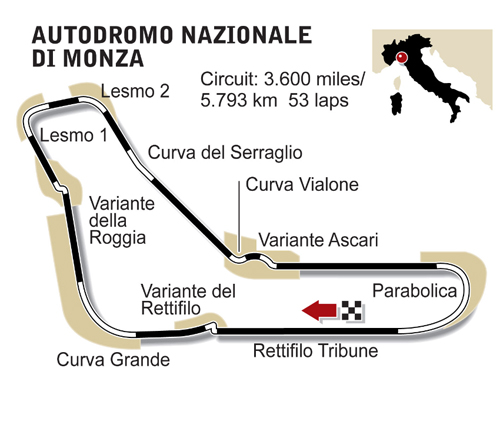 AUTODROMO NAZIONALE
DI MONZA
Circuit: 3.600 miles/
5.793 km 53 laps
Lesmo 2
Lesmo 1
Curva del Serraglio
Curva Vialone
Variante
della
Roggia
Variante Ascari
Variante del
Rettifilo
Parabolica
Curva Grande
Rettifilo Tribune